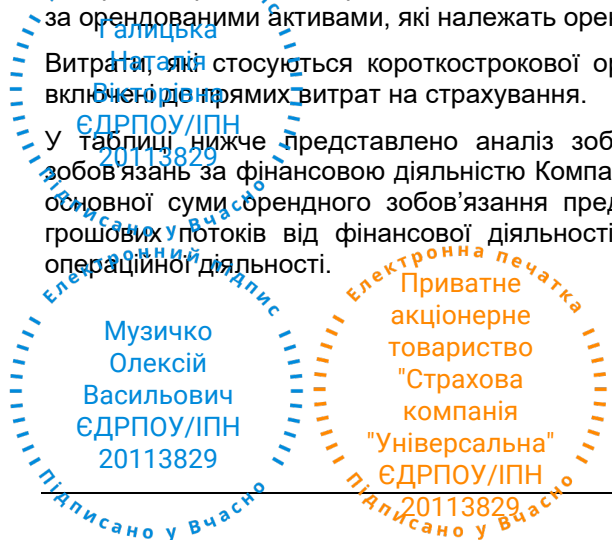 за орендованими активами, які належать орен
Витрати, які стосуються короткострокової ор
включені до прямих витрат на страхування.
У таблиці нижче представлено аналіз зоб
зобов'язань за фінансовою діяльністю Компа
основної суми орендного зобов’язання пред
грошових потоків від фінансової діяльності
операційної діяльності.
Галицька
Наталія
Вікторівна
ЄДРПОУ/ІПН
20113829
Підписано у Вчасно
Електронний підпис
Музичко
Олексій
Васильович
ЄДРПОУ/ІПН
20113829
Підписано у Вчасно
Електронна печатка
Приватне
акціонерне
товариство
"Страхова
компанія
"Універсальна"
ЄДРПОУ/ІПН
20113829
Підписано у Вчасно